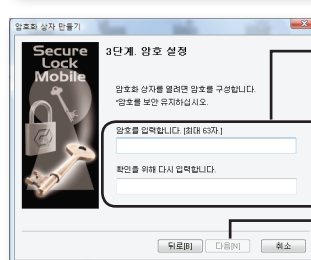 암호화 상자 만들기
Secure
Lock
Mobile
3단계. 암호 설정
암호화 상자를 열려면 암호를 구성합니다.
*암호를 보안 유지하십시오.
암호를 입력합니다. [최대 63자.]
확인을 위해 다시 입력합니다.
뒤로[B]
다음[N]
취소